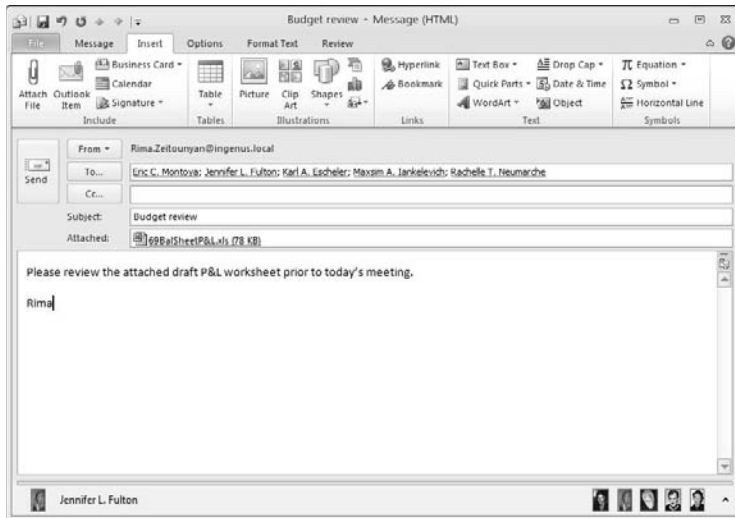 Budget review - Message (HTML)
File Message Insert Options Format Text Review
Attach File
Outlook Item
Business Card
Calendar
Signature
Include
Table
Tables
Picture
Clip Art
Shapes
Illustrations
Hyperlink
Bookmark
Links
Text Box
Quick Parts
WordArt
Drop Cap
Date & Time
Object
Text
π Equation
Ω Symbol
Horizontal Line
Symbols
Send
From Rima.Zeitounyan@ingenus.local
To... Eric C. Montoya; Jennifer L. Fulton; Karl A. Escheler; Maxsim A. Iankelevich; Rachelle T. Neumarche
Cc...
Subject: Budget review
Attached: 69BalSheetP&L.xls (78 KB)
Please review the attached draft P&L worksheet prior to today's meeting.
Rima
Jennifer L. Fulton